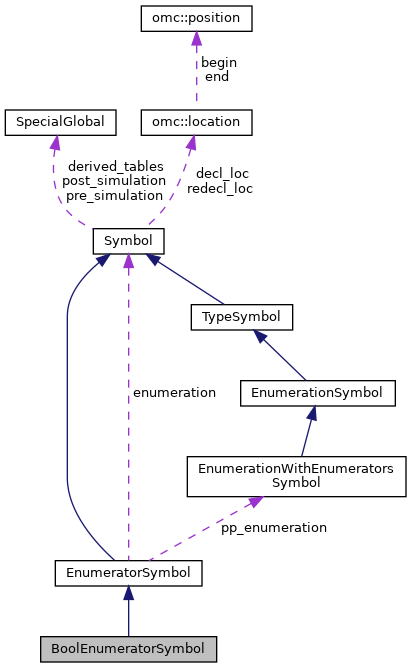 omc::position
begin
end
SpecialGlobal
omc::location
derived_tables
post_simulation
pre_simulation
decl_loc
redecl_loc
Symbol
TypeSymbol
enumeration
EnumerationSymbol
EnumerationWithEnumerators
Symbol
pp_enumeration
EnumeratorSymbol
BoolEnumeratorSymbol